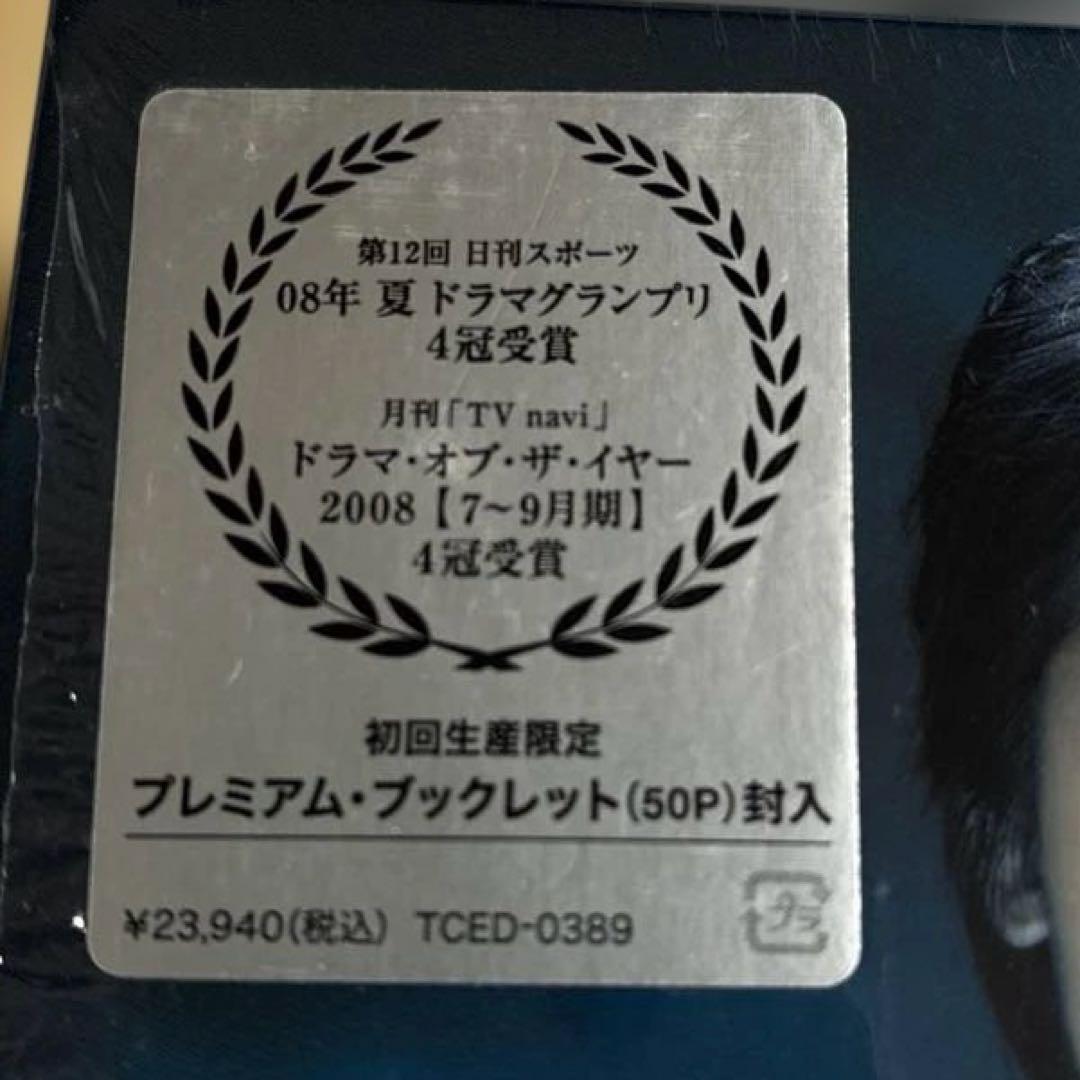 第12回 日刊スポーツ
08年 夏 ドラマグランプリ
4冠受賞
月刊「TV navi」
ドラマ・オブ・ザ・イヤー
2008【7〜9月期】
4冠受賞
初回生産限定
プレミアム・ブックレット(50P)封入
¥23,940(税込) TCED-0389
プラ